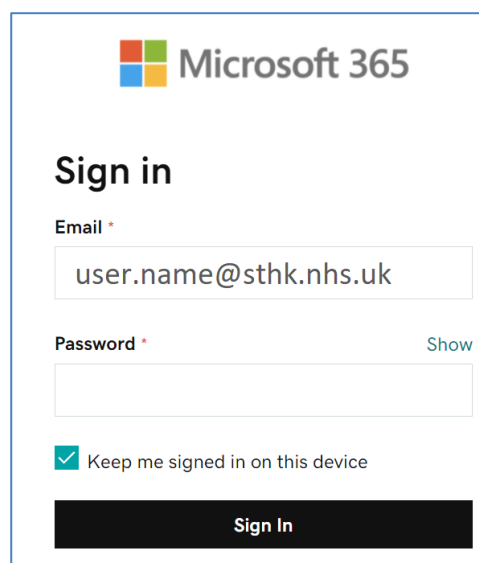 Microsoft 365
Sign in
Email *
user.name@sthk.nhs.uk
Password * Show
Keep me signed in on this device
Sign In